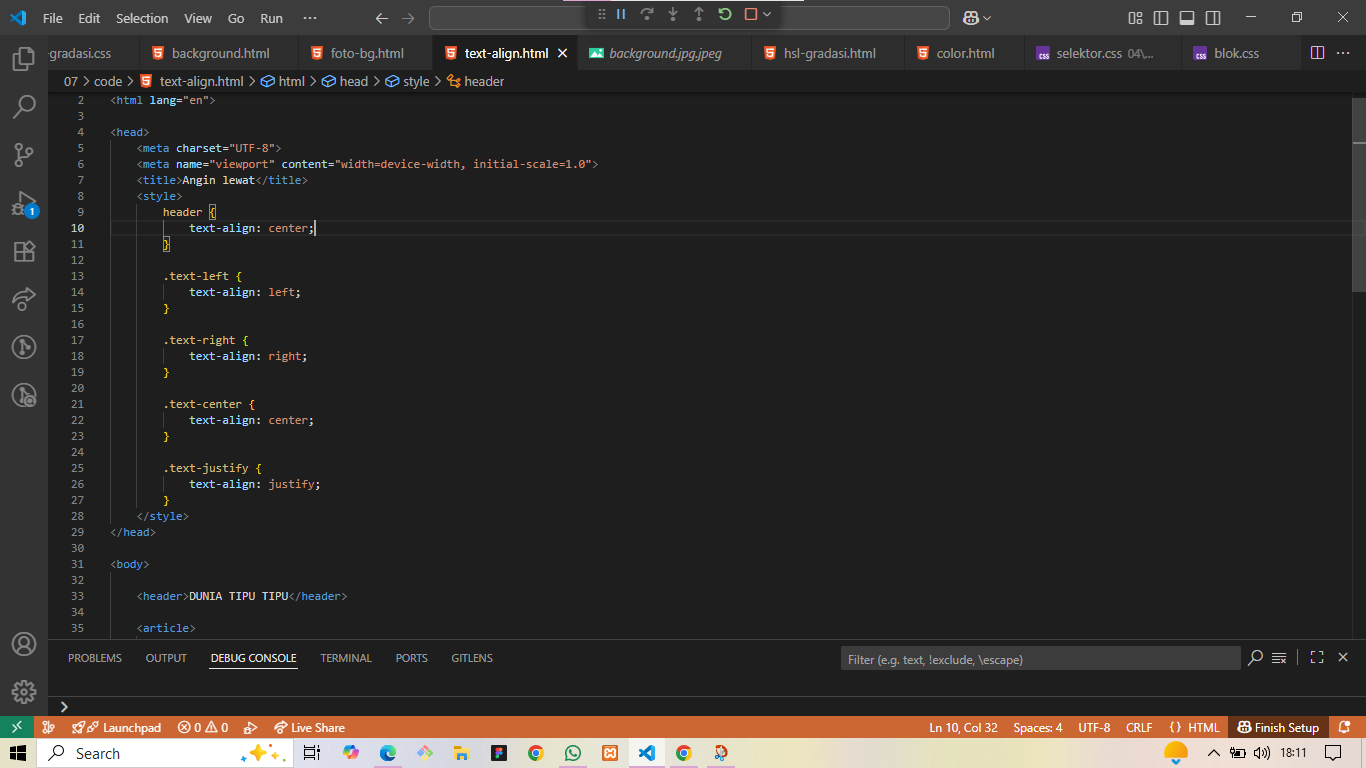 File Edit Selection View Go Run ···
-gradasi.css background.html foto-bg.html text-align.html background.jpg.jpeg hsl-gradasi.html color.html selektor.css 04\... blok.css
07 > code > text-align.html > html > head > style > header
2 <html lang="en">
3
4 <head>
5 <meta charset="UTF-8">
6 <meta name="viewport" content="width=device-width, initial-scale=1.0">
7 <title>Angin lewat</title>
8 <style>
9 header {
10 text-align: center;
11 }
12
13 .text-left {
14 text-align: left;
15 }
16
17 .text-right {
18 text-align: right;
19 }
20
21 .text-center {
22 text-align: center;
23 }
24
25 .text-justify {
26 text-align: justify;
27 }
28 </style>
29 </head>
30
31 <body>
32
33 <header>DUNIA TIPU TIPU</header>
34
35 <article>
PROBLEMS OUTPUT DEBUG CONSOLE TERMINAL PORTS GITLENS Filter (e.g. text, !exclude, \escape)
1
Launchpad 0 0 Live Share Ln 10, Col 32 Spaces: 4 UTF-8 CRLF {} HTML Finish Setup
Search 18:11